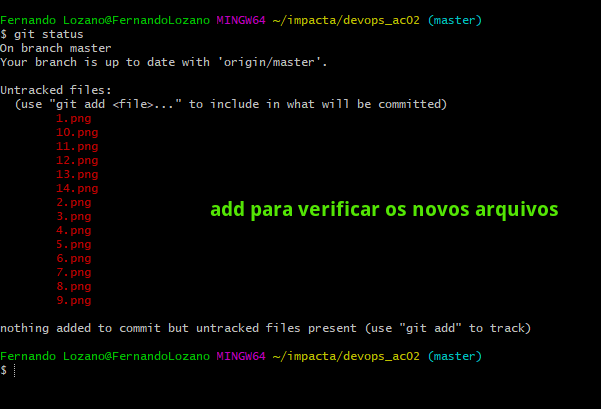 Fernando Lozano@FernandoLozano MINGW64 ~/impacta/devops_ac02 (master)
$ git status
On branch master
Your branch is up to date with 'origin/master'.
Untracked files:
(use "git add <file>..." to include in what will be committed)
1.png
10.png
11.png
12.png
13.png
14.png
2.png
add para verificar os novos arquivos
3.png
4.png
5.png
6.png
7.png
8.png
9.png
nothing added to commit but untracked files present (use "git add" to track)
Fernando Lozano@FernandoLozano MINGW64 ~/impacta/devops_ac02 (master)
$